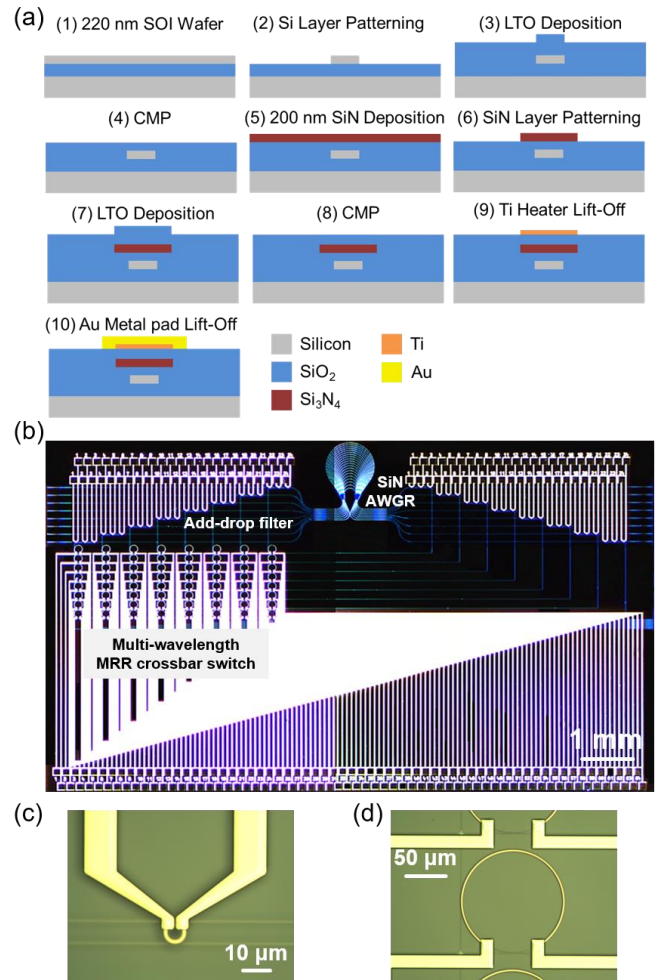 (a)
(1) 220 nm SOI Wafer
(2) Si Layer Patterning
(3) LTO Deposition
(4) CMP
(5) 200 nm SiN Deposition
(6) SiN Layer Patterning
(7) LTO Deposition
(8) CMP
(9) Ti Heater Lift-Off
(10) Au Metal pad Lift-Off
Silicon
Ti
SiO₂
Au
Si₃N₄
(b)
SiN
AWGR
Add-drop filter
Multi-wavelength
MRR crossbar switch
1 mm
(c)
10 μm
(d)
50 μm